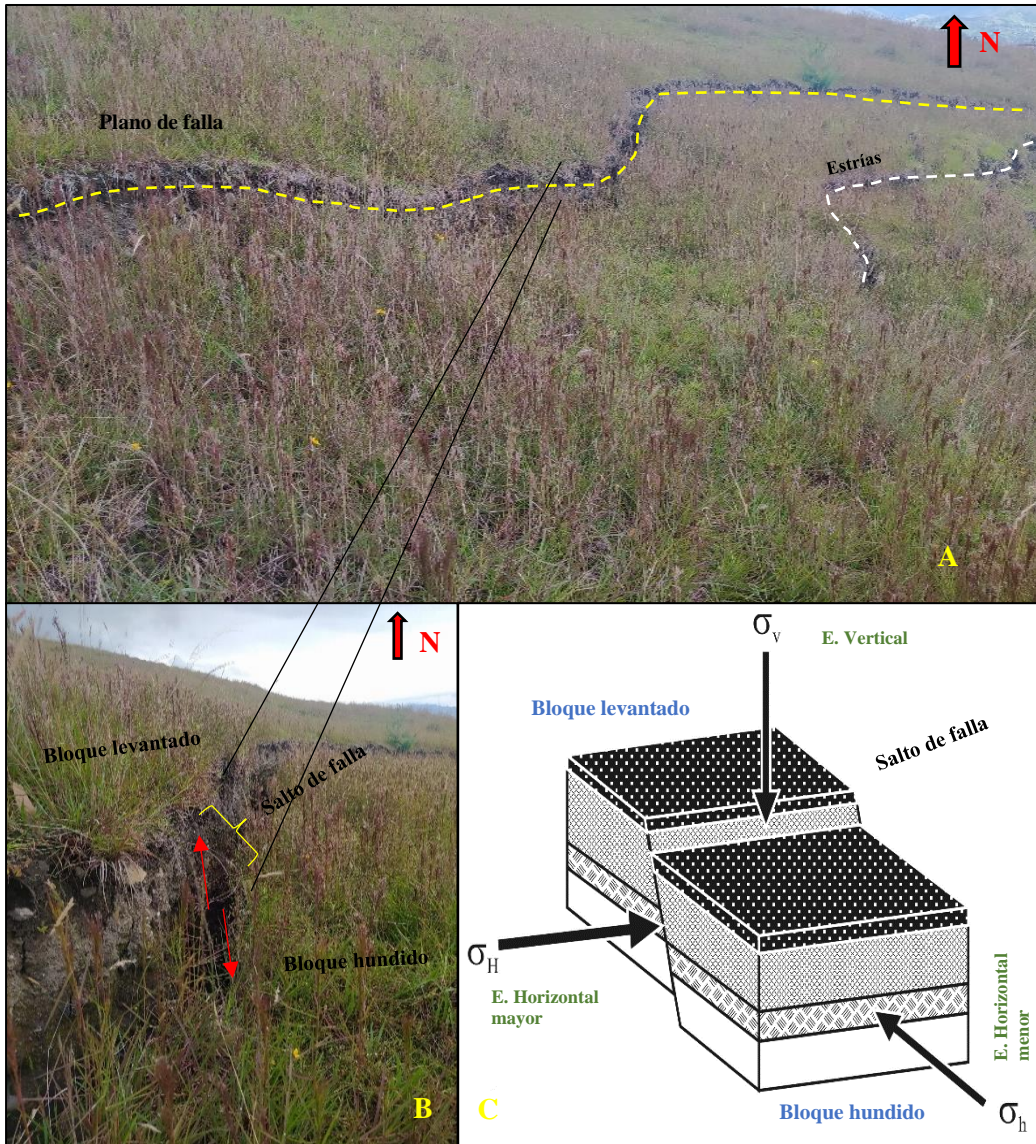 N
Plano de falla
Estrías
A
N
Bloque levantado
Salto de falla
Bloque hundido
B
σv
E. Vertical
Bloque levantado
Salto de falla
σH
E. Horizontal
mayor
E. Horizontal
menor
Bloque hundido
σh
C